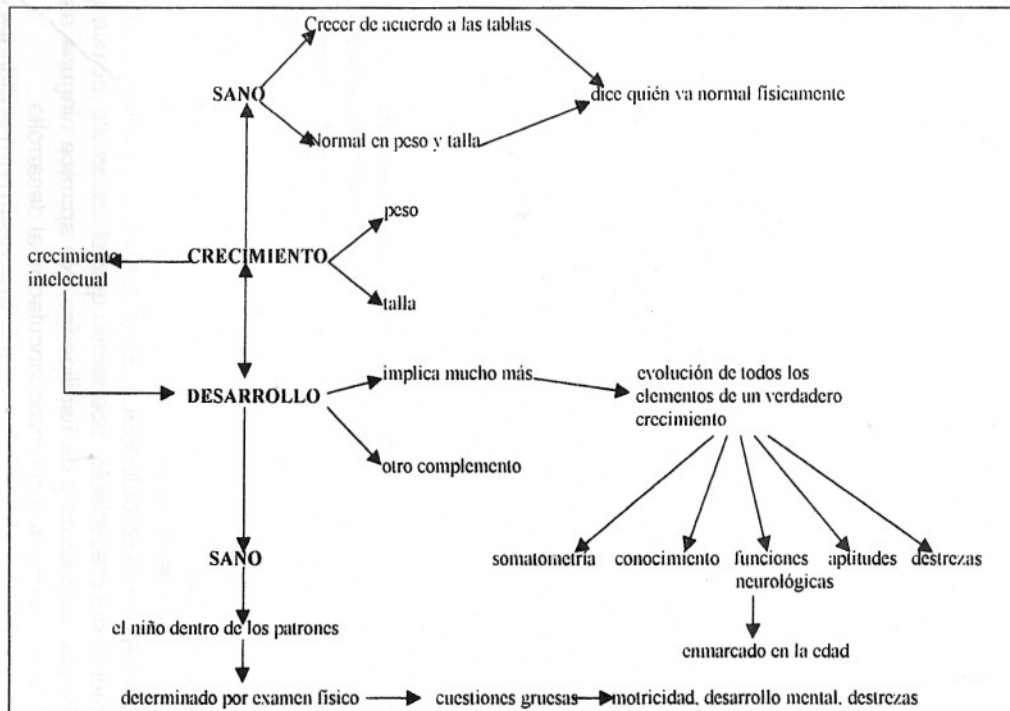 Crecer de acuerdo a las tablas
SANO
dice quién va normal físicamente
Normal en peso y talla
peso
crecimiento
intelectual
CRECIMIENTO
talla
DESARROLLO
implica mucho más
evolución de todos los
elementos de un verdadero
crecimiento
otro complemento
SANO
somatometría
conocimiento
funciones
neurológicas
aptitudes
destrezas
el niño dentro de los patrones
enmarcado en la edad
determinado por examen físico
cuestiones gruesas
motricidad, desarrollo mental, destrezas